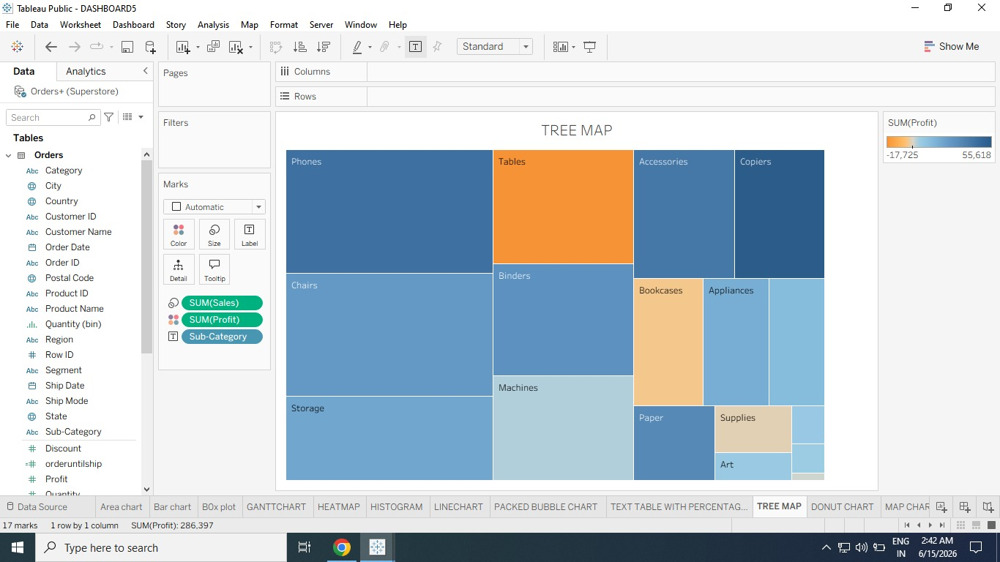 Tableau Public - DASHBOARD5
File Data Worksheet Dashboard Story Analysis Map Format Server Window Help
Standard
Show Me
Data Analytics
Orders+ (Superstore)
Search
Tables
Orders
Abc Category
City
Country
Abc Customer ID
Abc Customer Name
Order Date
Abc Order ID
Postal Code
Abc Product ID
Abc Product Name
Quantity (bin)
Abc Region
Row ID
Abc Segment
Ship Date
Abc Ship Mode
State
Abc Sub-Category
Discount
orderuntilship
Profit
Quantity
Pages
Filters
Marks
Automatic
Color Size Label
Detail Tooltip
SUM(Sales)
SUM(Profit)
Sub-Category
Columns
Rows
TREE MAP
Phones
Tables
Accessories
Copiers
Chairs
Binders
Bookcases
Appliances
Storage
Machines
Paper
Supplies
Art
SUM(Profit)
-17,725 55,618
Data Source Area chart Bar chart B0x plot GANTTCHART HEATMAP HISTOGRAM LINECHART PACKED BUBBLE CHART TEXT TABLE WITH PERCENTAG... TREE MAP DONUT CHART MAP CHAR
17 marks 1 row by 1 column SUM(Profit): 286,397
Type here to search
ENG
IN
2:42 AM
6/15/2026